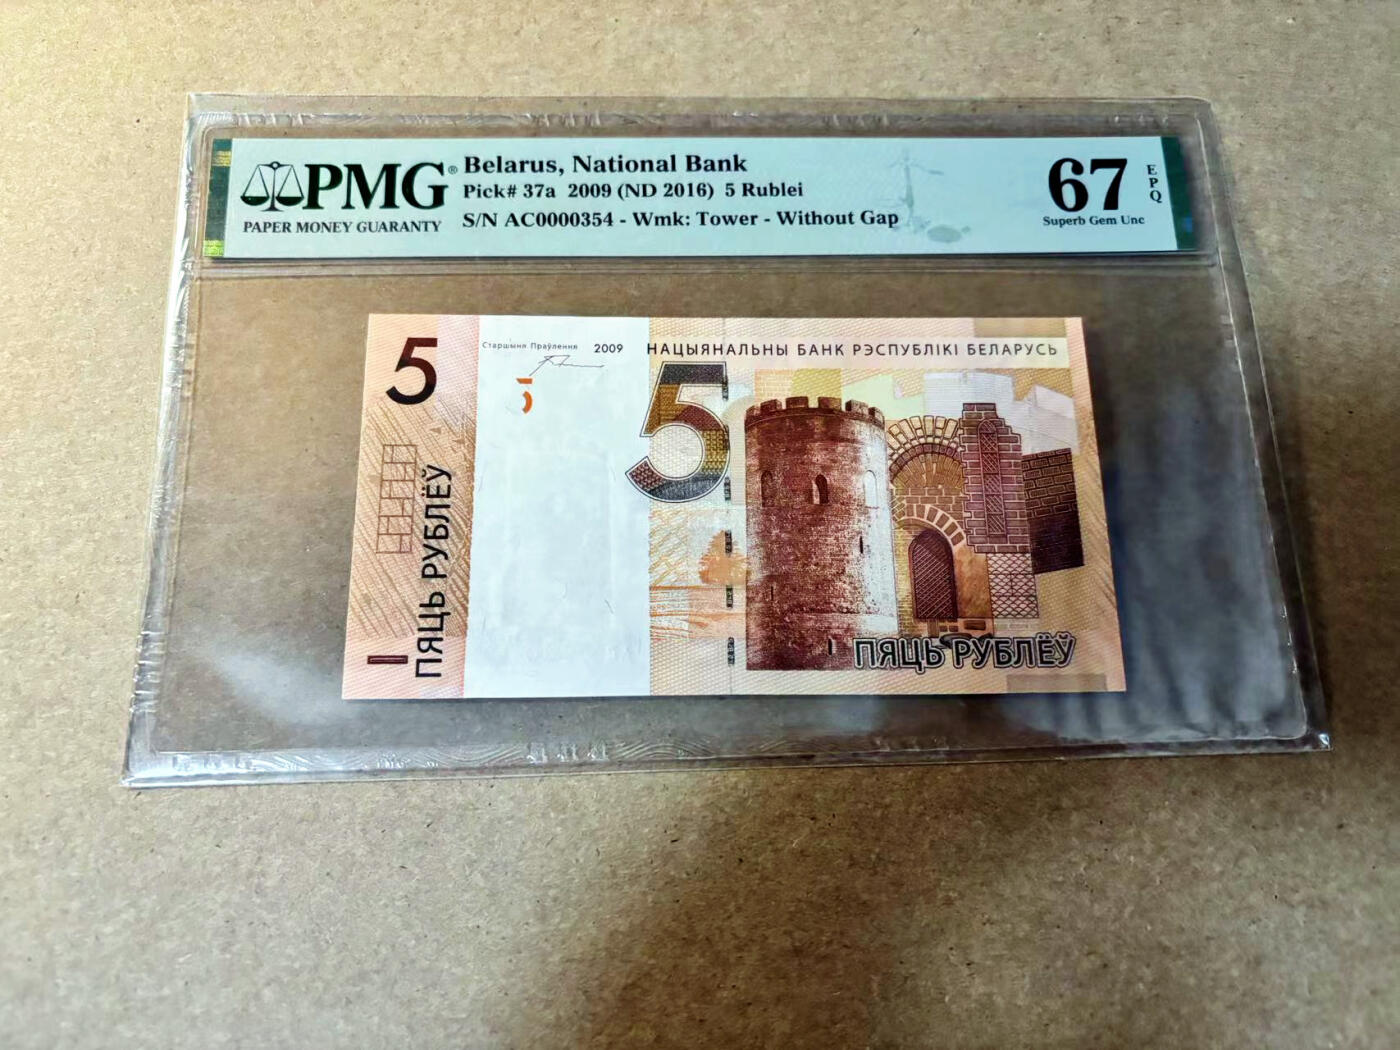 PMG®
PAPER MONEY GUARANTY
Belarus, National Bank
Pick# 37a 2009 (ND 2016) 5 Rublei
S/N AC0000354 - Wmk: Tower - Without Gap
67
EPQ
Superb Gem Unc
5
Старшыня Праўлення 2009
НАЦЫЯНАЛЬНЫ БАНК РЭСПУБЛІКІ БЕЛАРУСЬ
5
ПЯЦЬ РУБЛЁЎ
ПЯЦЬ РУБЛЁЎ